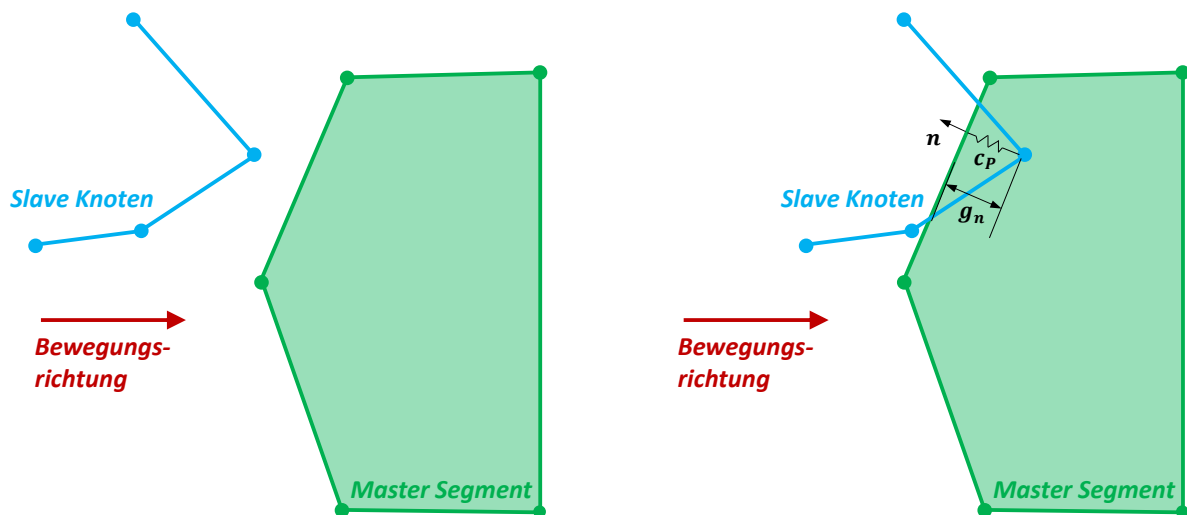 Slave Knoten
Bewegungs-
richtung
Master Segment
n
c_P
g_n
Slave Knoten
Bewegungs-
richtung
Master Segment